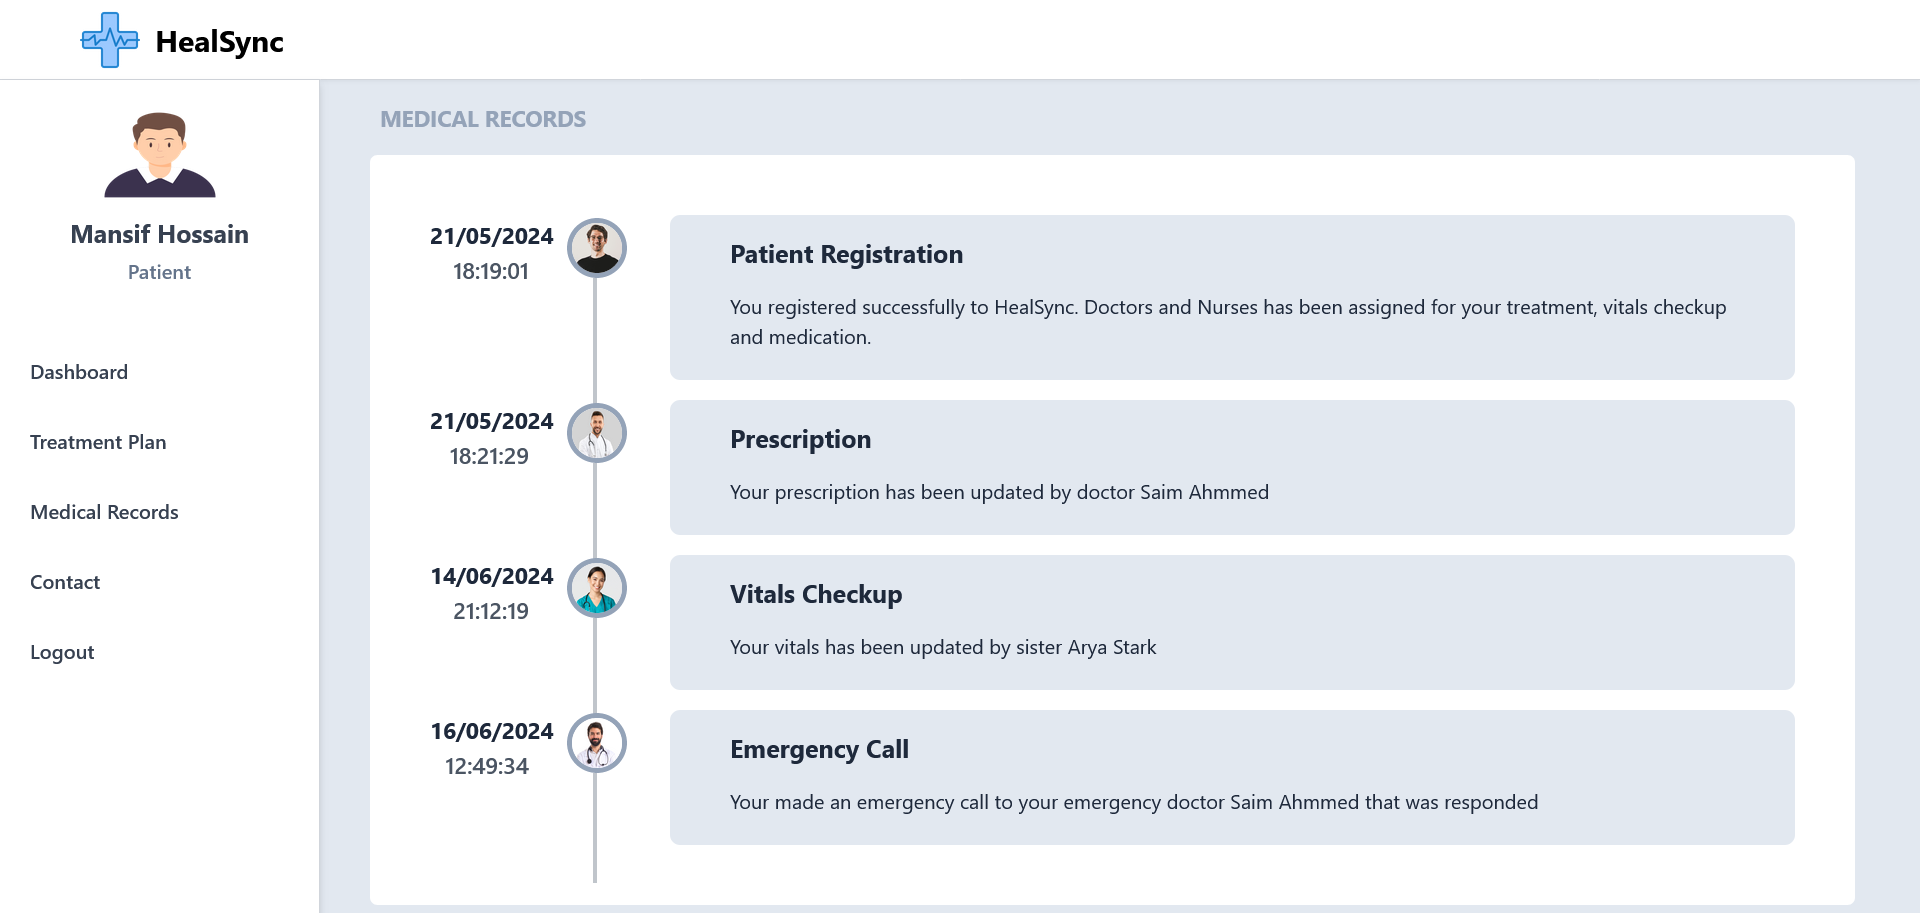 HealSync
Mansif Hossain
Patient
Dashboard
Treatment Plan
Medical Records
Contact
Logout
MEDICAL RECORDS
21/05/2024
18:19:01
Patient Registration
You registered successfully to HealSync. Doctors and Nurses has been assigned for your treatment, vitals checkup
and medication.
21/05/2024
18:21:29
Prescription
Your prescription has been updated by doctor Saim Ahmmed
14/06/2024
21:12:19
Vitals Checkup
Your vitals has been updated by sister Arya Stark
16/06/2024
12:49:34
Emergency Call
Your made an emergency call to your emergency doctor Saim Ahmmed that was responded